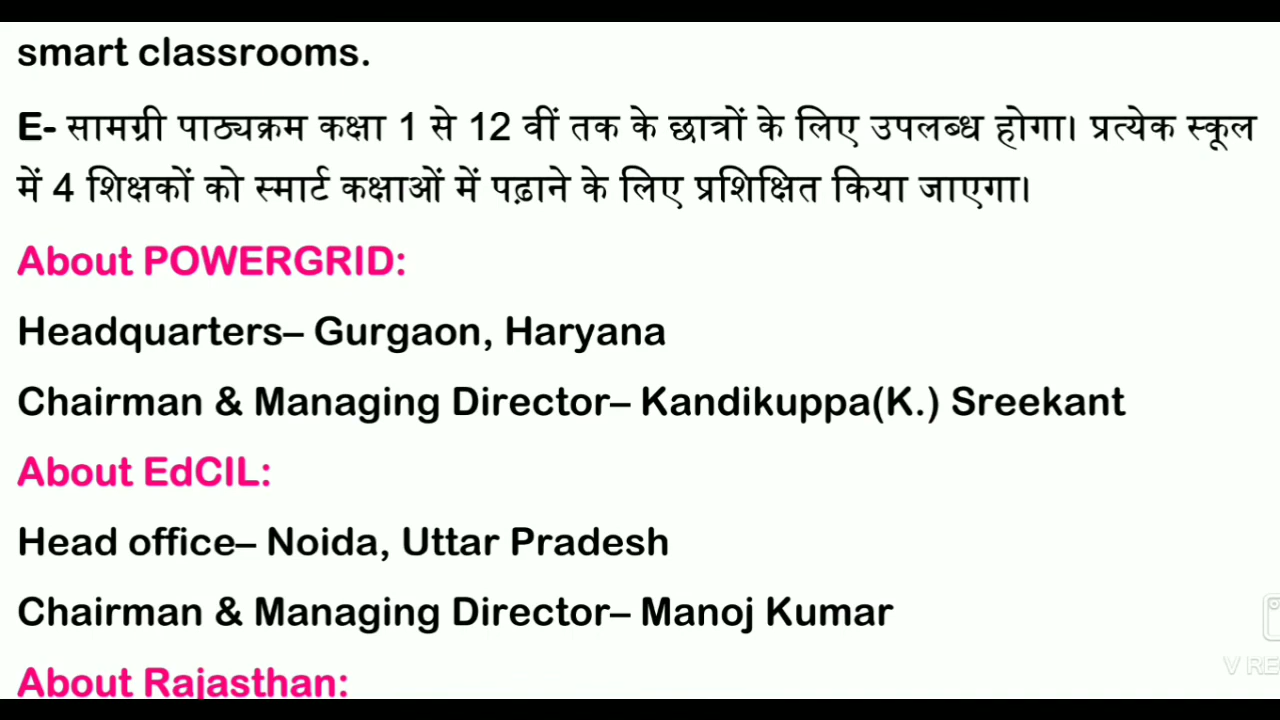 smart classrooms.
E- सामग्री पाठ्यक्रम कक्षा 1 से 12 वीं तक के छात्रों के लिए उपलब्ध होगा। प्रत्येक स्कूल
में 4 शिक्षकों को स्मार्ट कक्षाओं में पढ़ाने के लिए प्रशिक्षित किया जाएगा।
About POWERGRID:
Headquarters– Gurgaon, Haryana
Chairman & Managing Director– Kandikuppa(K.) Sreekant
About EdCIL:
Head office– Noida, Uttar Pradesh
Chairman & Managing Director– Manoj Kumar
V RE
About Rajasthan: